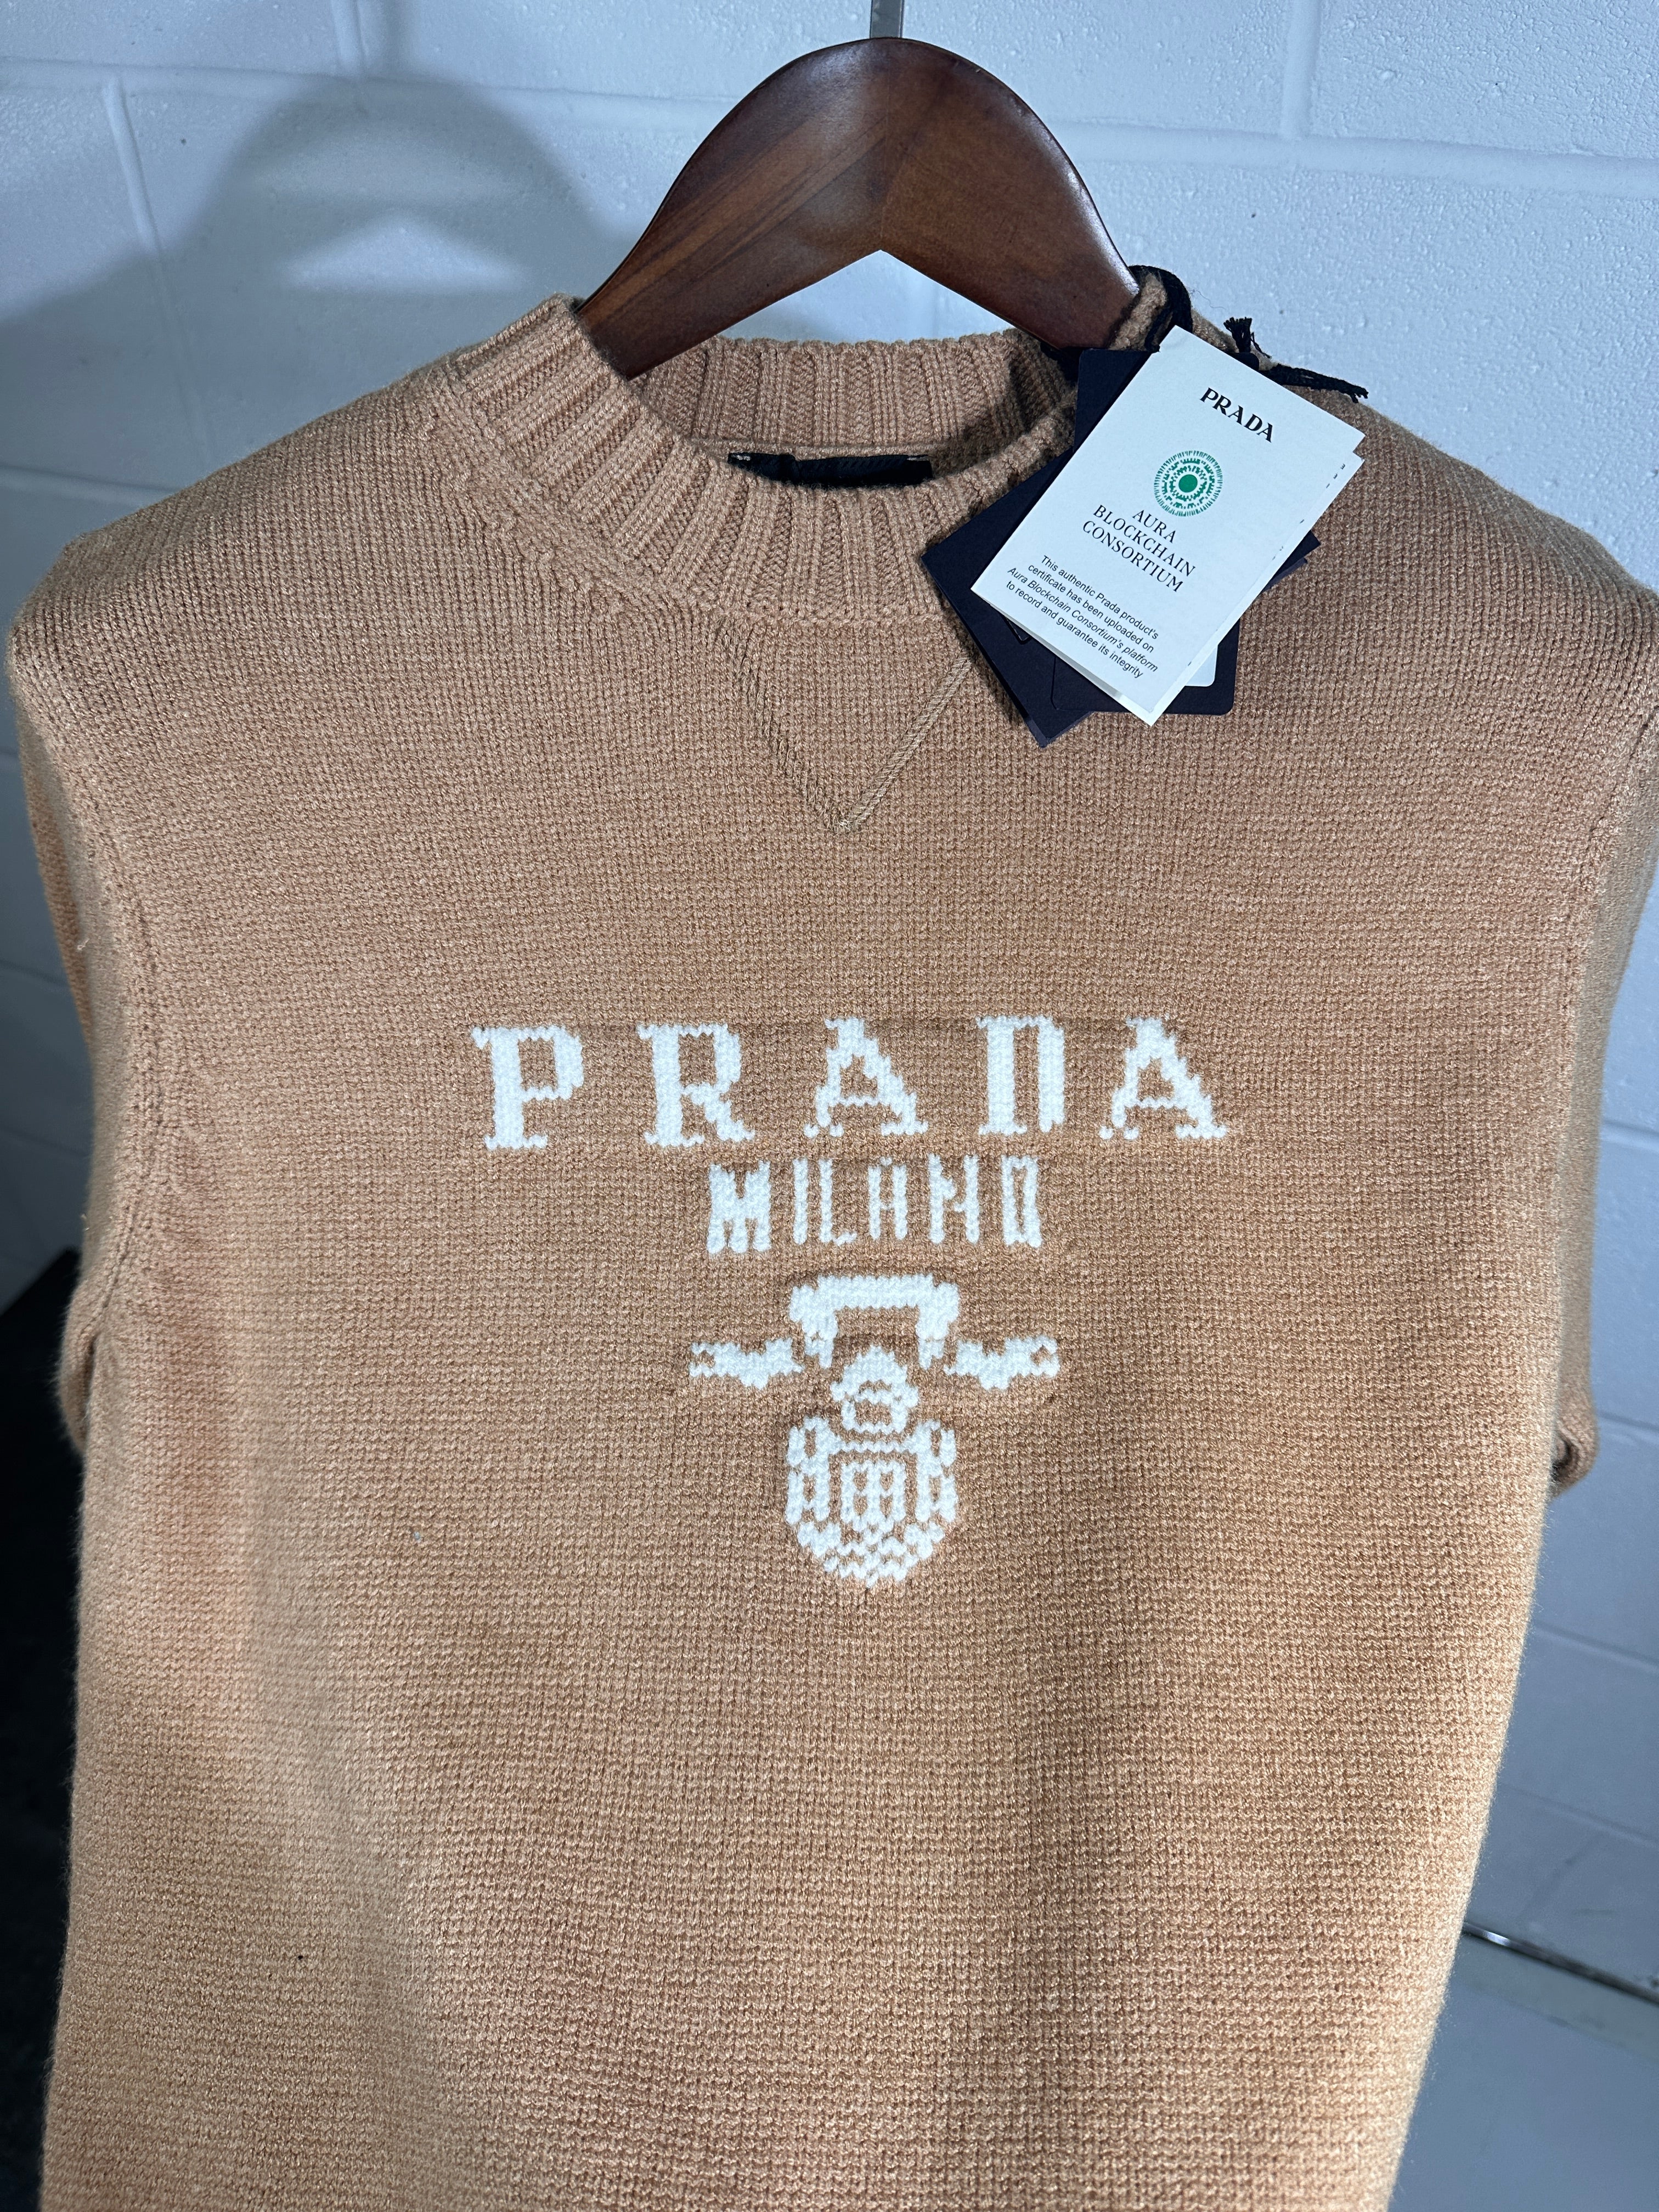 PRADA
AURA
BLOCKCHAIN
CONSORTIUM
This authentic Prada product's
certificate has been uploaded on
Aura Blockchain Consortium's platform
to record and guarantee its integrity
PRADA
MILANO